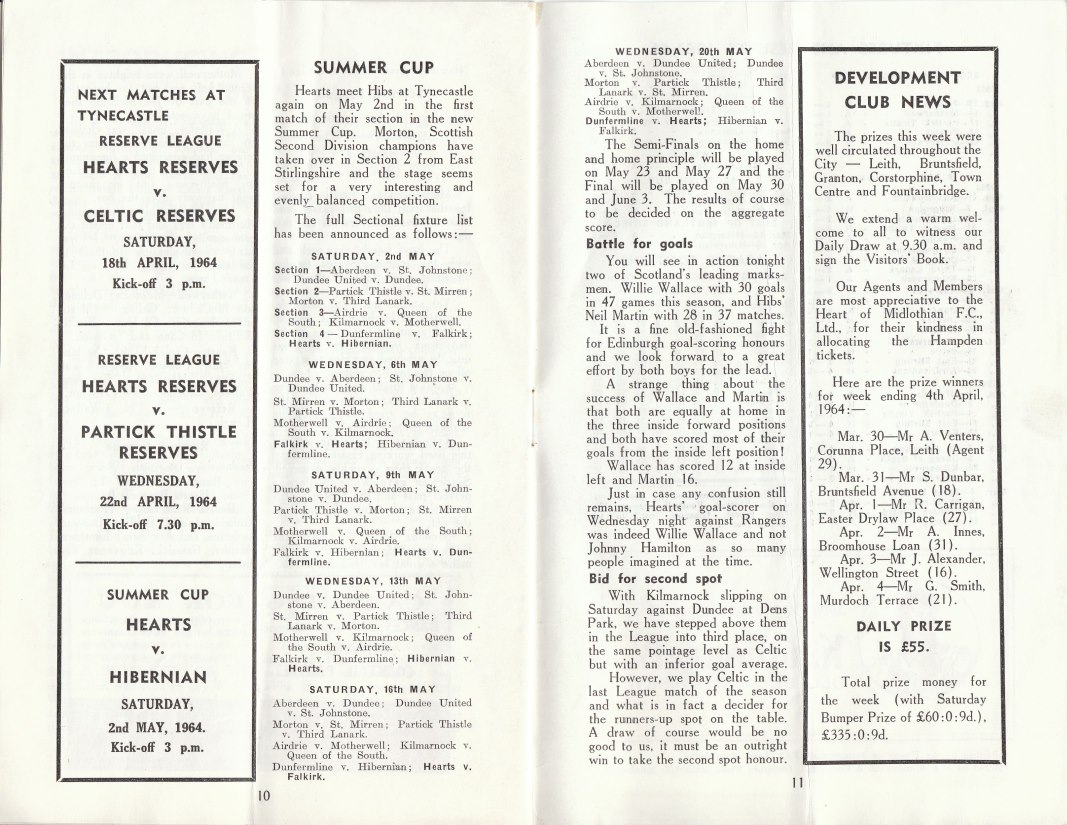 NEXT MATCHES AT
TYNECASTLE
RESERVE LEAGUE
HEARTS RESERVES
v.
CELTIC RESERVES
SATURDAY,
18th APRIL, 1964
Kick-off 3 p.m.
RESERVE LEAGUE
HEARTS RESERVES
v.
PARTICK THISTLE
RESERVES
WEDNESDAY,
22nd APRIL, 1964
Kick-off 7.30 p.m.
SUMMER CUP
HEARTS
v.
HIBERNIAN
SATURDAY,
2nd MAY, 1964.
Kick-off 3 p.m.
SUMMER CUP
Hearts meet Hibs at Tynecastle
again on May 2nd in the first
match of their section in the new
Summer Cup. Morton, Scottish
Second Division champions have
taken over in Section 2 from East
Stirlingshire and the stage seems
set for a very interesting and
evenly balanced competition.
The full Sectional fixture list
has been announced as follows:—
SATURDAY, 2nd MAY
Section 1—Aberdeen v. St. Johnstone;
Dundee United v. Dundee.
Section 2—Partick Thistle v. St. Mirren;
Morton v. Third Lanark.
Section 3—Airdrie v. Queen of the
South; Kilmarnock v. Motherwell.
Section 4—Dunfermline v. Falkirk;
Hearts v. Hibernian.
WEDNESDAY, 6th MAY
Dundee v. Aberdeen; St. Johnstone v.
Dundee United.
St. Mirren v. Morton; Third Lanark v.
Partick Thistle.
Motherwell v. Airdrie; Queen of the
South v. Kilmarnock.
Falkirk v. Hearts; Hibernian v. Dun-
fermline.
SATURDAY, 9th MAY
Dundee United v. Aberdeen; St. John-
stone v. Dundee.
Partick Thistle v. Morton; St. Mirren
v. Third Lanark.
Motherwell v. Queen of the South;
Kilmarnock v. Airdrie.
Falkirk v. Hibernian; Hearts v. Dun-
fermline.
WEDNESDAY, 13th MAY
Dundee v. Dundee United; St. John-
stone v. Aberdeen.
St. Mirren v. Partick Thistle; Third
Lanark v. Morton.
Motherwell v. Kilmarnock; Queen of
the South v. Airdrie.
Falkirk v. Dunfermline; Hibernian v.
Hearts.
SATURDAY, 16th MAY
Aberdeen v. Dundee; Dundee United
v. St. Johnstone.
Morton v. St. Mirren; Partick Thistle
v. Third Lanark.
Airdrie v. Motherwell; Kilmarnock v.
Queen of the South.
Dunfermline v. Hibernian; Hearts v.
Falkirk.
10
WEDNESDAY, 20th MAY
Aberdeen v. Dundee United; Dundee
v. St. Johnstone.
Morton v. Partick Thistle; Third
Lanark v. St. Mirren.
Airdrie v. Kilmarnock; Queen of the
South v. Motherwell.
Dunfermline v. Hearts; Hibernian v.
Falkirk.
The Semi-Finals on the home
and home principle will be played
on May 23 and May 27 and the
Final will be played on May 30
and June 3. The results of course
to be decided on the aggregate
score.
Battle for goals
You will see in action tonight
two of Scotland's leading marks-
men. Willie Wallace with 30 goals
in 47 games this season, and Hibs'
Neil Martin with 28 in 37 matches.
It is a fine old-fashioned fight
for Edinburgh goal-scoring honours
and we look forward to a great
effort by both boys for the lead.
A strange thing about the
success of Wallace and Martin is
that both are equally at home in
the three inside forward positions
and both have scored most of their
goals from the inside left position!
Wallace has scored 12 at inside
left and Martin 16.
Just in case any confusion still
remains, Hearts' goal-scorer on
Wednesday night against Rangers
was indeed Willie Wallace and not
Johnny Hamilton as so many
people imagined at the time.
Bid for second spot
With Kilmarnock slipping on
Saturday against Dundee at Dens
Park, we have stepped above them
in the League into third place, on
the same pointage level as Celtic
but with an inferior goal average.
However, we play Celtic in the
last League match of the season
and what is in fact a decider for
the runners-up spot on the table.
A draw of course would be no
good to us, it must be an outright
win to take the second spot honour.
11
DEVELOPMENT
CLUB NEWS
The prizes this week were
well circulated throughout the
City — Leith, Bruntsfield,
Granton, Corstorphine, Town
Centre and Fountainbridge.
We extend a warm wel-
come to all to witness our
Daily Draw at 9.30 a.m. and
sign the Visitors' Book.
Our Agents and Members
are most appreciative to the
Heart of Midlothian F.C.,
Ltd., for their kindness in
allocating the Hampden
tickets.
Here are the prize winners
for week ending 4th April,
1964:—
Mar. 30—Mr A. Venters,
Corunna Place, Leith (Agent
29).
Mar. 31—Mr S. Dunbar,
Bruntsfield Avenue (18).
Apr. 1—Mr R. Carrigan,
Easter Drylaw Place (27).
Apr. 2—Mr A. Innes,
Broomhouse Loan (31).
Apr. 3—Mr J. Alexander,
Wellington Street (16).
Apr. 4—Mr G. Smith,
Murdoch Terrace (21).
DAILY PRIZE
IS £55.
Total prize money for
the week (with Saturday
Bumper Prize of £60:0:9d.),
£335:0:9d.